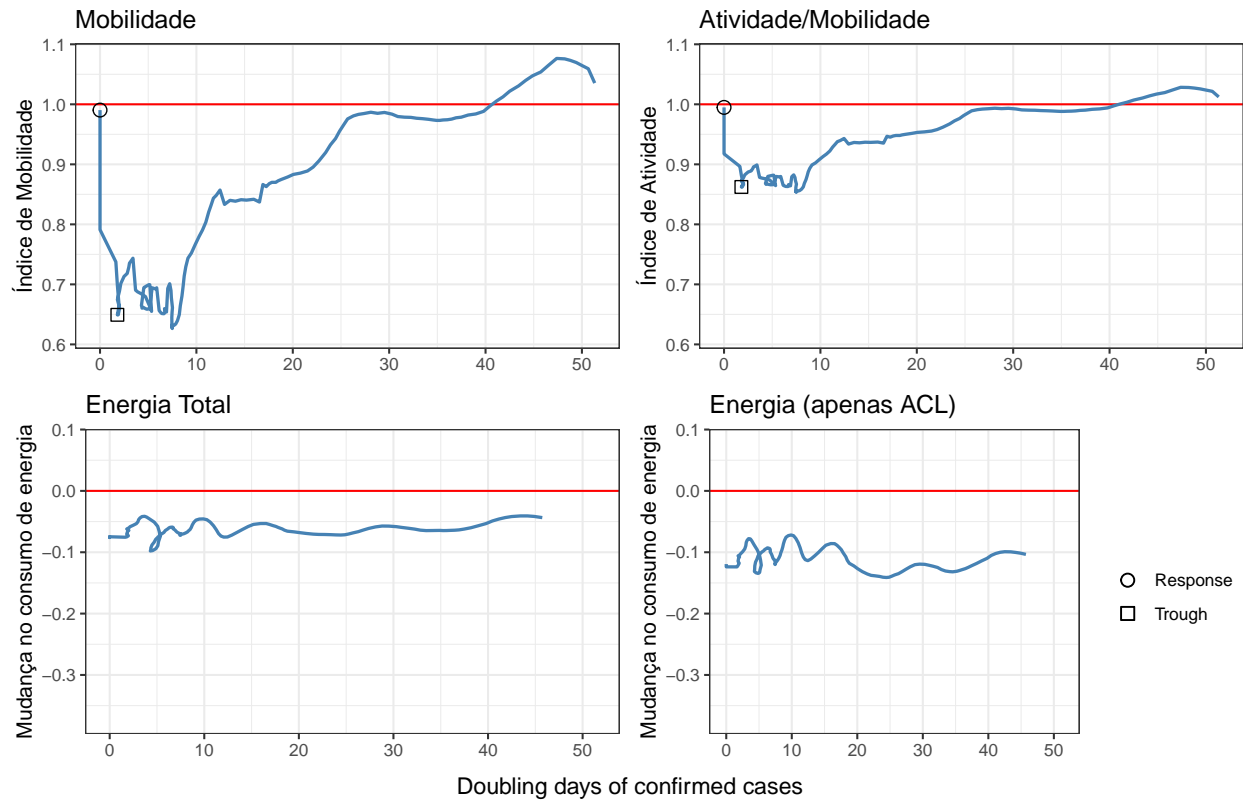 Mobilidade
Índice de Mobilidade
1.1
1.0
0.9
0.8
0.7
0.6
0 10 20 30 40 50
Atividade/Mobilidade
Índice de Atividade
1.1
1.0
0.9
0.8
0.7
0.6
0 10 20 30 40 50
Energia Total
Mudança no consumo de energia
0.1
0.0
−0.1
−0.2
−0.3
0 10 20 30 40 50
Energia (apenas ACL)
Mudança no consumo de energia
0.1
0.0
−0.1
−0.2
−0.3
0 10 20 30 40 50
Response
Trough
Doubling days of confirmed cases